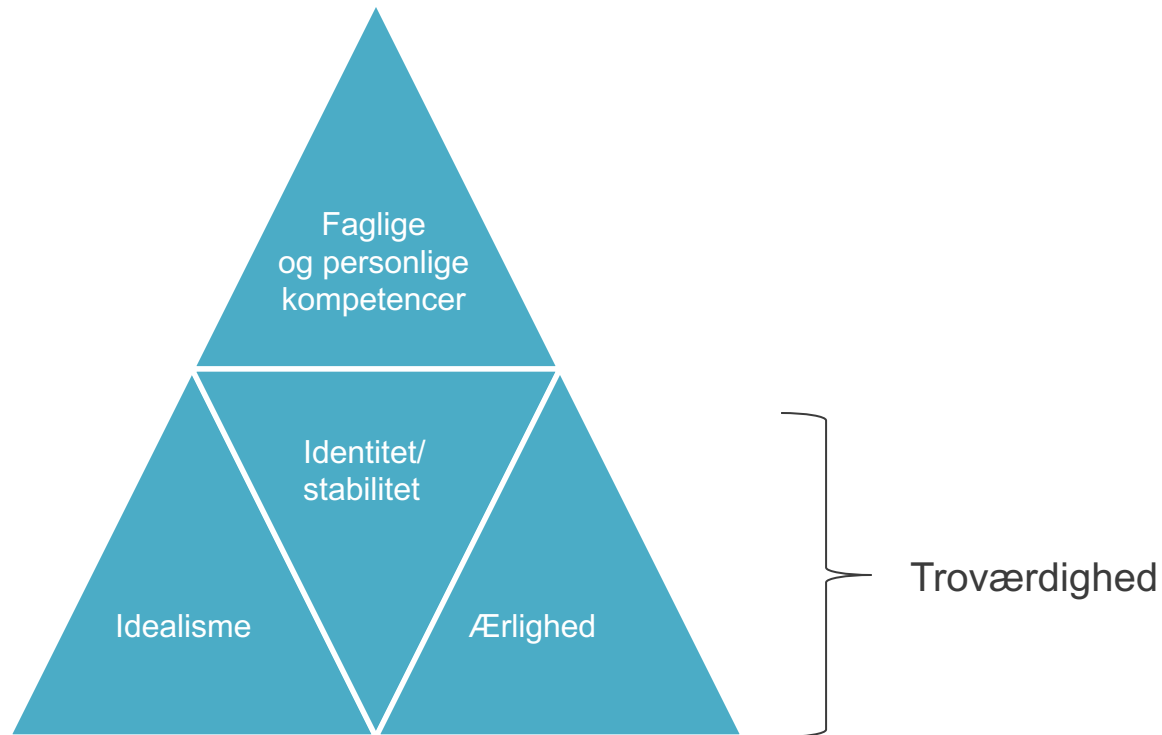 Faglige
og personlige
kompetencer
Identitet/
stabilitet
Idealisme
Ærlighed
Troværdighed